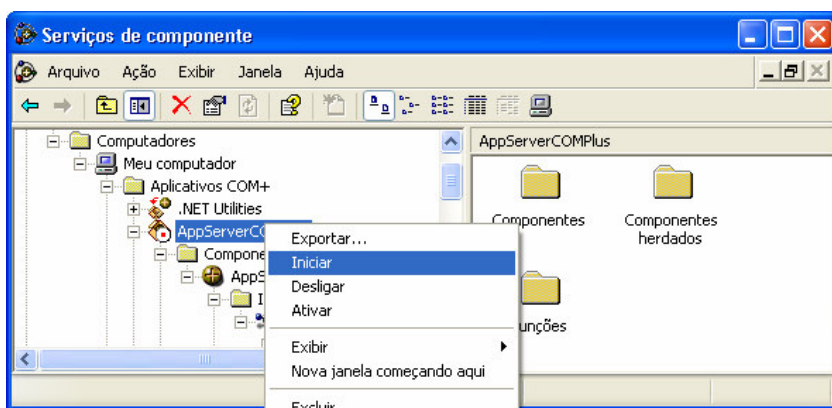 Serviços de componente
Arquivo Ação Exibir Janela Ajuda
Computadores
Meu computador
Aplicativos COM+
.NET Utilities
AppServerCO
Compone
AppS
I
AppServerCOMPlus
Componentes
Componentes
herdados
unções
Exportar...
Iniciar
Desligar
Ativar
Exibir
Nova janela começando aqui
Excluir